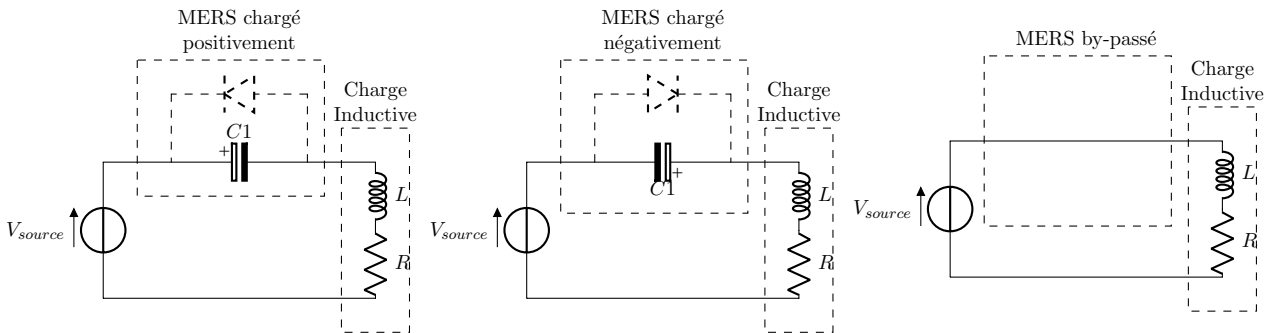 MERS chargé
positivement
Charge
Inductive
C1
+
L
V_source
R
MERS chargé
négativement
Charge
Inductive
+
C1
L
V_source
R
MERS by-passé
Charge
Inductive
L
V_source
R